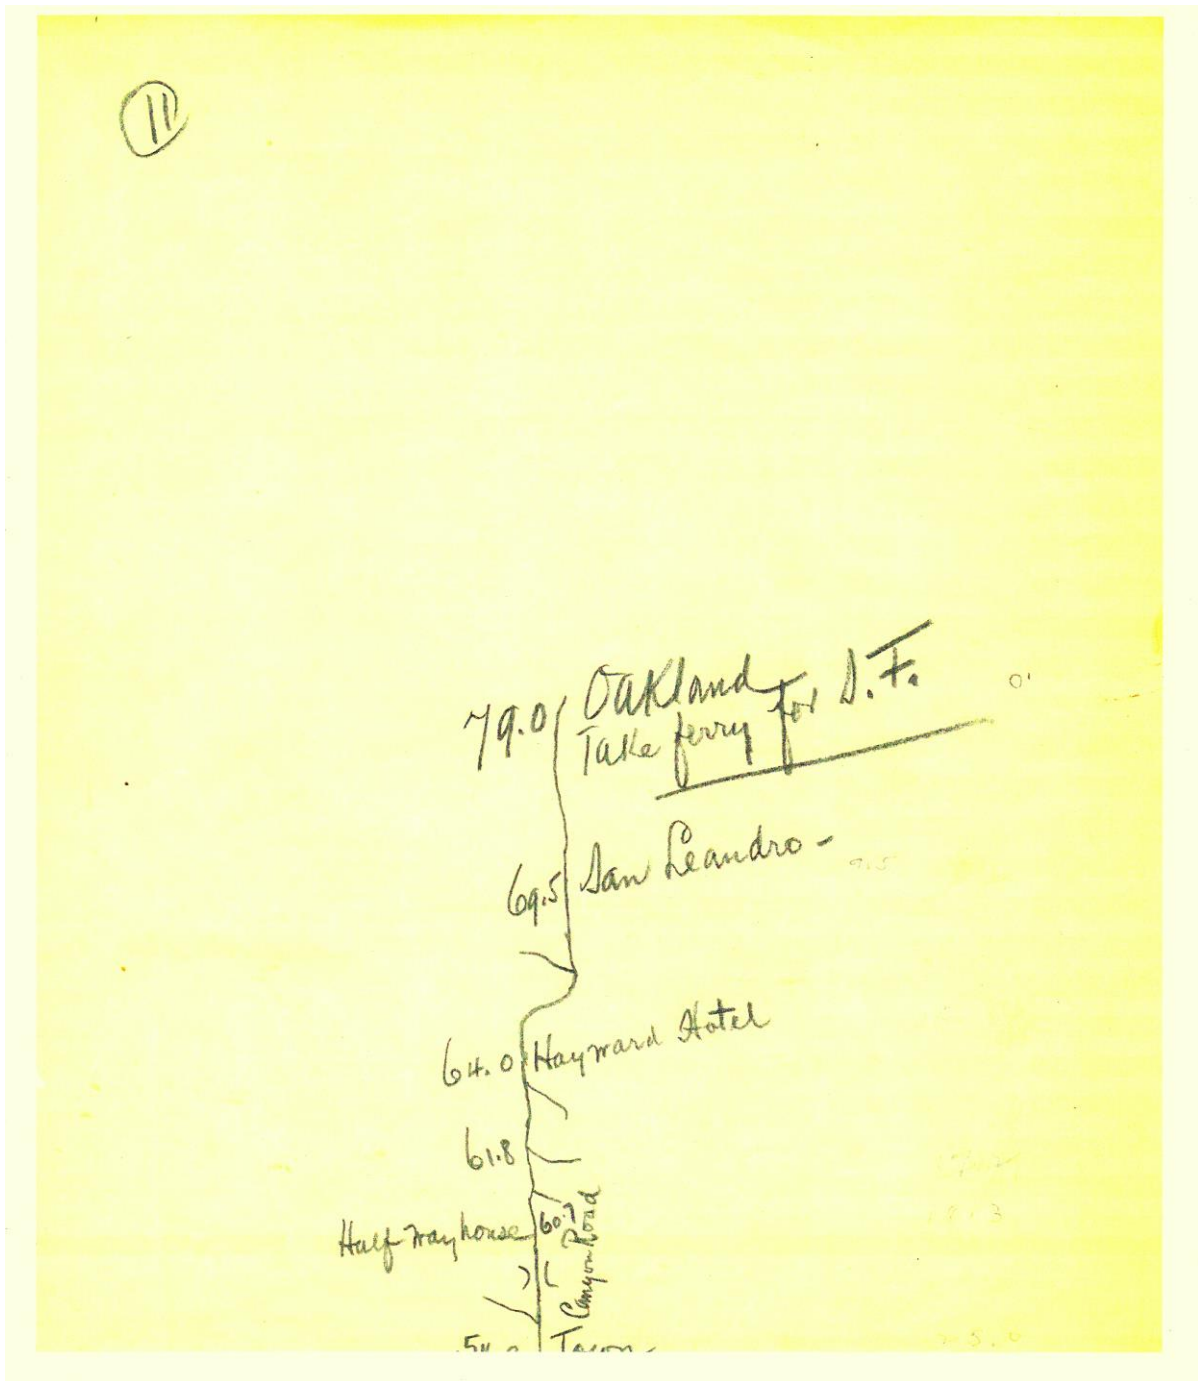 11
79.0 Oakland
Take ferry for S.F.
69.5 San Leandro -
64.0 Hayward Hotel
61.8
Half-way house 60.7
Canyon Road